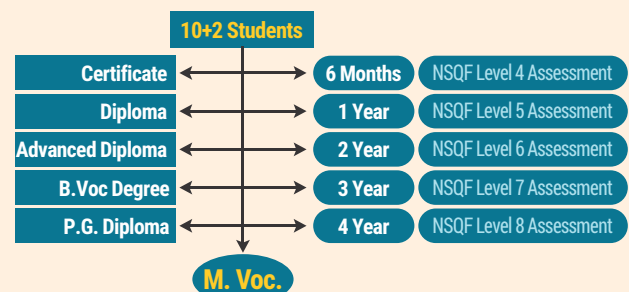 10+2 Students
Certificate 6 Months NSQF Level 4 Assessment
Diploma 1 Year NSQF Level 5 Assessment
Advanced Diploma 2 Year NSQF Level 6 Assessment
B.Voc Degree 3 Year NSQF Level 7 Assessment
P.G. Diploma 4 Year NSQF Level 8 Assessment
M. Voc.